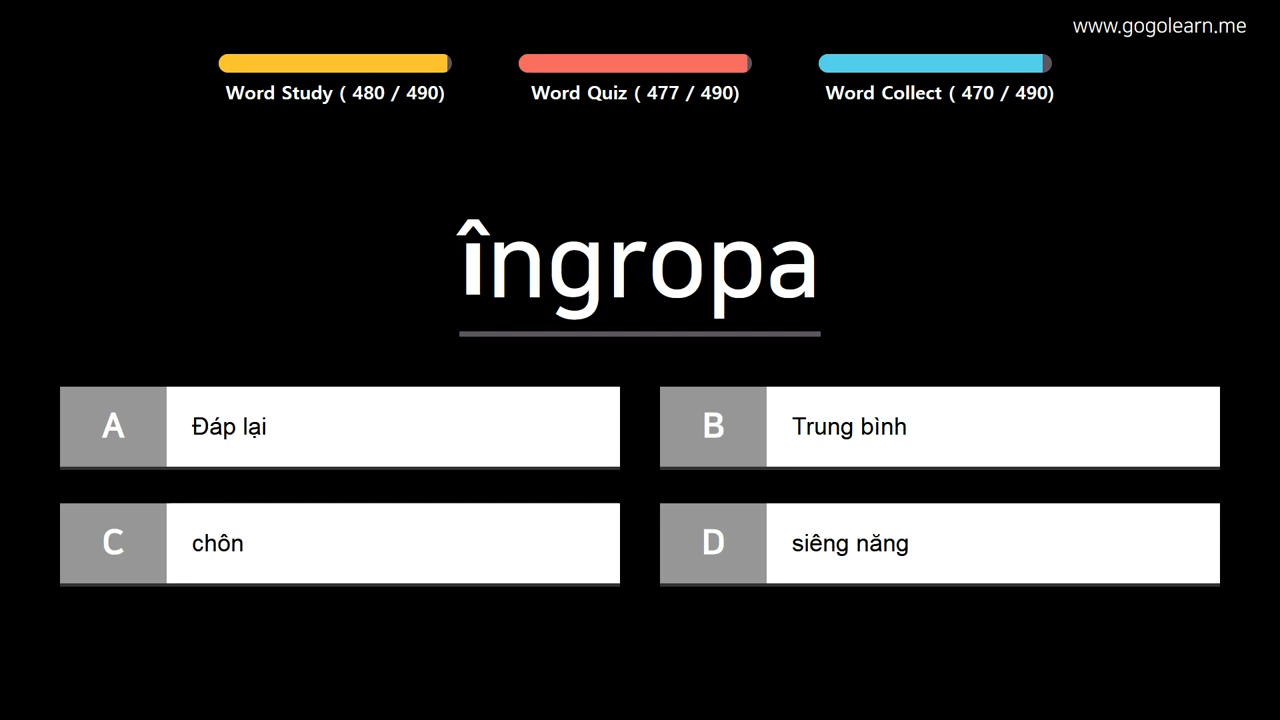 www.gogolearn.me
Word Study ( 480 / 490)
Word Quiz ( 477 / 490)
Word Collect ( 470 / 490)
îngropa
A Đáp lại
B Trung bình
C chôn
D siêng năng